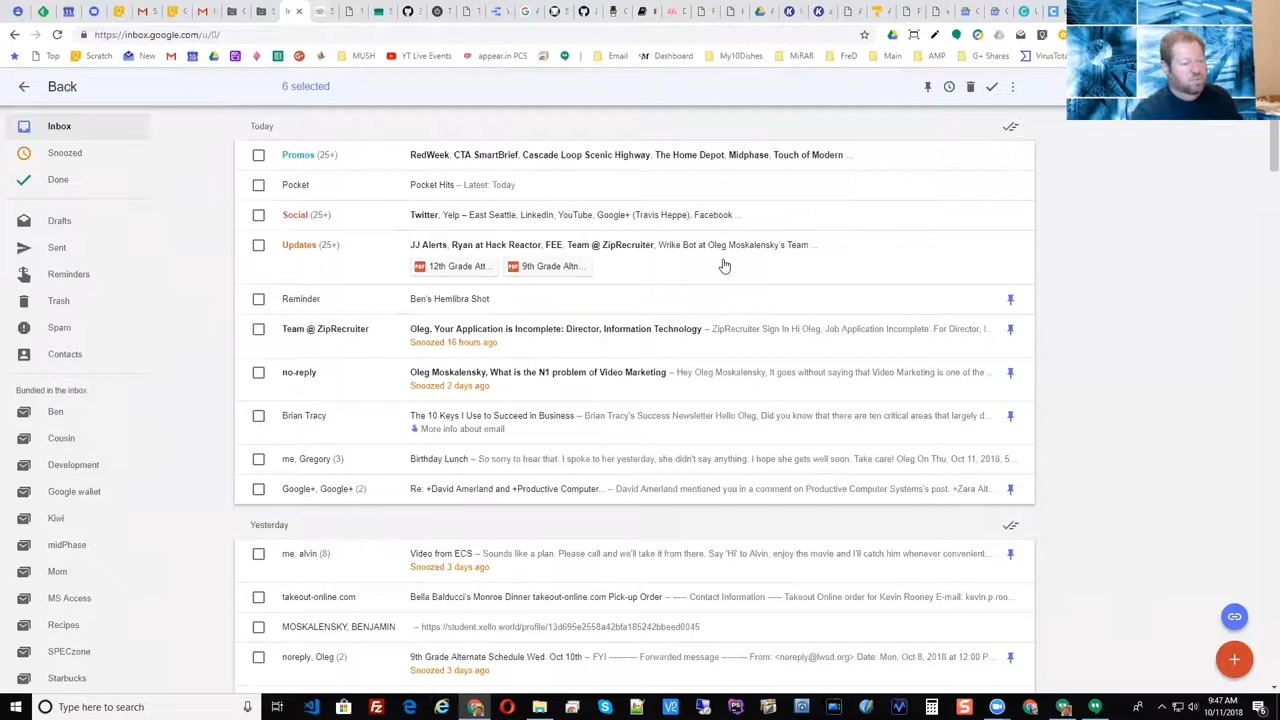 https://inbox.google.com/u/0/
Top
Scratch
New
MUSH
YT Live Events
appear.in PCS
Email
Dashboard
My10Dishes
MiRAR
FreD
Main
AMP
G+ Shares
VirusTota
Back
6 selected
Inbox
Snoozed
Done
Drafts
Sent
Reminders
Trash
Spam
Contacts
Bundled in the inbox
Ben
Cousin
Development
Google wallet
Kiwi
midPhase
Mom
MS Access
Recipes
SPECzone
Starbucks
Today
Promos (25+) RedWeek, CTA SmartBrief, Cascade Loop Scenic Highway, The Home Depot, Midphase, Touch of Modern ...
Pocket Pocket Hits – Latest: Today
Social (25+) Twitter, Yelp – East Seattle, LinkedIn, YouTube, Google+ (Travis Heppe), Facebook ...
Updates (25+) JJ Alerts, Ryan at Hack Reactor, FEE, Team @ ZipRecruiter, Wrike Bot at Oleg Moskalensky's Team ...
PDF 12th Grade Att... PDF 9th Grade Altn...
Reminder Ben's Hemlibra Shot
Team @ ZipRecruiter Oleg, Your Application is Incomplete: Director, Information Technology – ZipRecruiter Sign In Hi Oleg, Job Application Incomplete. For Director, I...
Snoozed 16 hours ago
no-reply Oleg Moskalensky, What is the N1 problem of Video Marketing – Hey Oleg Moskalensky, It goes without saying that Video Marketing is one of the ...
Snoozed 2 days ago
Brian Tracy The 10 Keys I Use to Succeed in Business – Brian Tracy's Success Newsletter Hello Oleg, Did you know that there are ten critical areas that largely d...
More info about email
me, Gregory (3) Birthday Lunch – So sorry to hear that. I spoke to her yesterday, she didn't say anything. I hope she gets well soon. Take care! Oleg On Thu, Oct 11, 2018, 5...
Google+, Google+ (2) Re: +David Amerland and +Productive Computer... – David Amerland mentioned you in a comment on Productive Computer Systems's post. +Zara Alt...
Yesterday
me, alvin (8) Video from ECS – Sounds like a plan. Please call and we'll take it from there. Say 'Hi' to Alvin, enjoy the movie and I'll catch him whenever convenient....
Snoozed 3 days ago
takeout-online.com Bella Balducci's Monroe Dinner takeout-online.com Pick-up Order – ----- Contact Information ----- Takeout Online order for Kevin Rooney E-mail: kevin.p.roo...
MOSKALENSKY, BENJAMIN – https://student.xello.world/profile/13d695e2558a42bfa185242bbeed0045
noreply, Oleg (2) 9th Grade Alternate Schedule Wed. Oct 10th – FYI ---------- Forwarded message --------- From: <noreply@lwsd.org> Date: Mon, Oct 8, 2018 at 12:00 P...
Snoozed 3 days ago
Type here to search
9:47 AM
10/11/2018